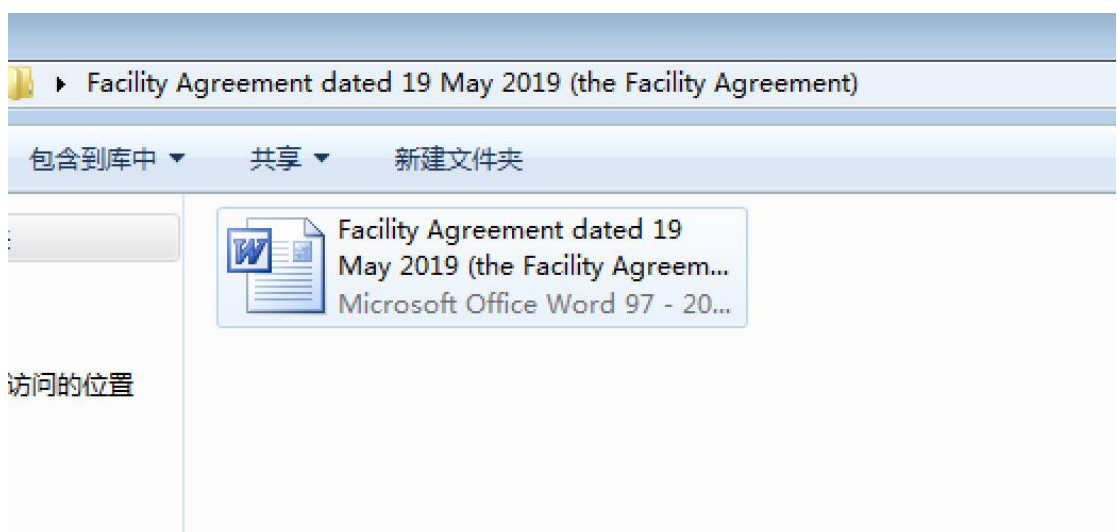 Facility Agreement dated 19 May 2019 (the Facility Agreement)
包含到库中 共享 新建文件夹
Facility Agreement dated 19
May 2019 (the Facility Agreem...
Microsoft Office Word 97 - 20...
访问的位置